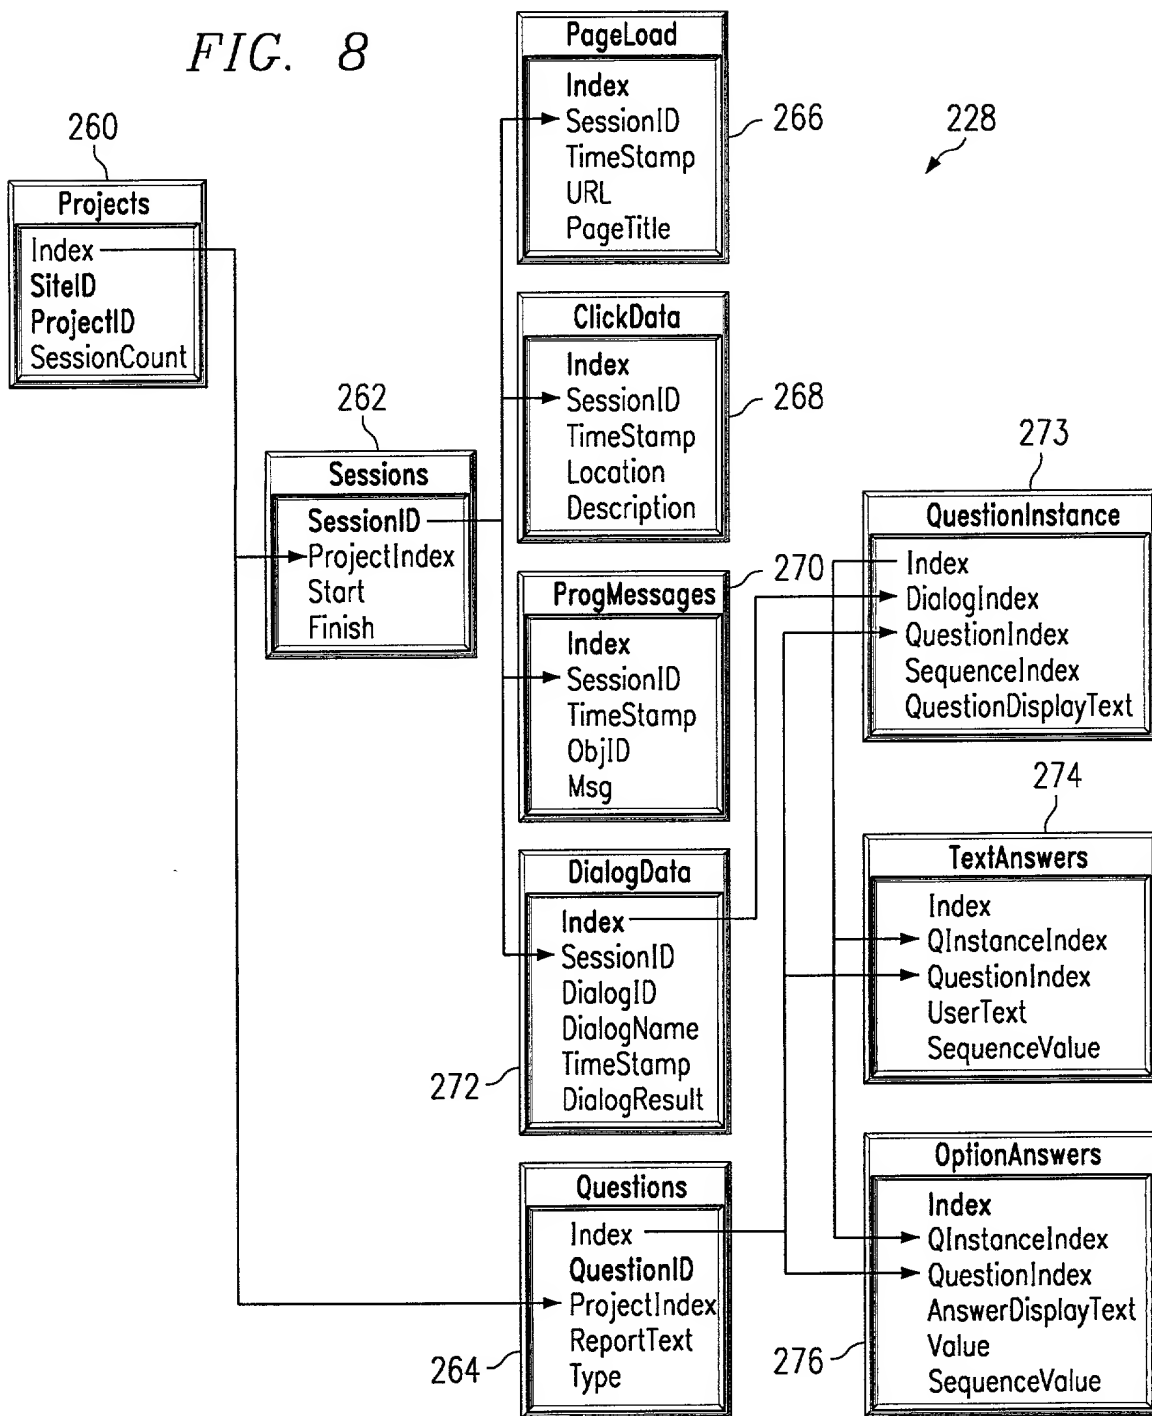 FIG. 8
228
260
Projects
Index
SiteID
ProjectID
SessionCount
262
Sessions
SessionID
ProjectIndex
Start
Finish
PageLoad
Index
SessionID
TimeStamp
URL
PageTitle
266
ClickData
Index
SessionID
TimeStamp
Location
Description
268
270
ProgMessages
Index
SessionID
TimeStamp
ObjID
Msg
DialogData
Index
SessionID
DialogID
DialogName
TimeStamp
DialogResult
272
Questions
Index
QuestionID
ProjectIndex
ReportText
Type
264
273
QuestionInstance
Index
DialogIndex
QuestionIndex
SequenceIndex
QuestionDisplayText
274
TextAnswers
Index
QInstanceIndex
QuestionIndex
UserText
SequenceValue
OptionAnswers
Index
QInstanceIndex
QuestionIndex
AnswerDisplayText
Value
SequenceValue
276